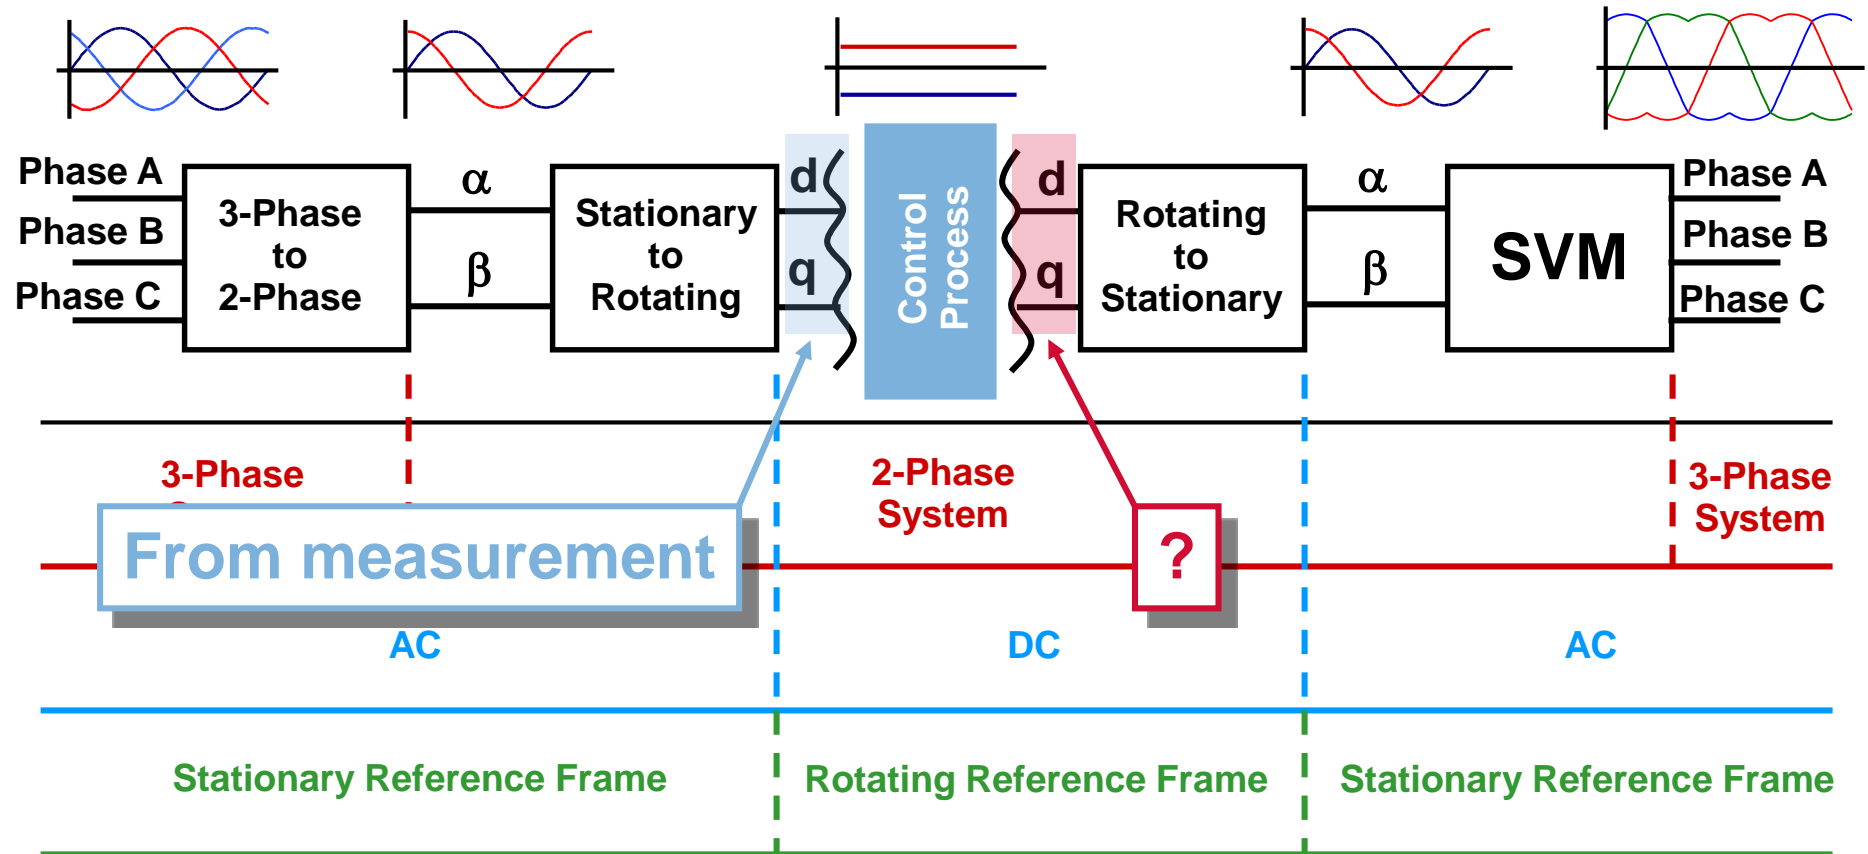 Phase A
Phase B
Phase C
3-Phase
to
2-Phase
α
β
Stationary
to
Rotating
d
q
Control
Process
d
q
Rotating
to
Stationary
α
β
SVM
Phase A
Phase B
Phase C
3-Phase
2-Phase
System
3-Phase
System
From measurement
?
AC
DC
AC
Stationary Reference Frame
Rotating Reference Frame
Stationary Reference Frame